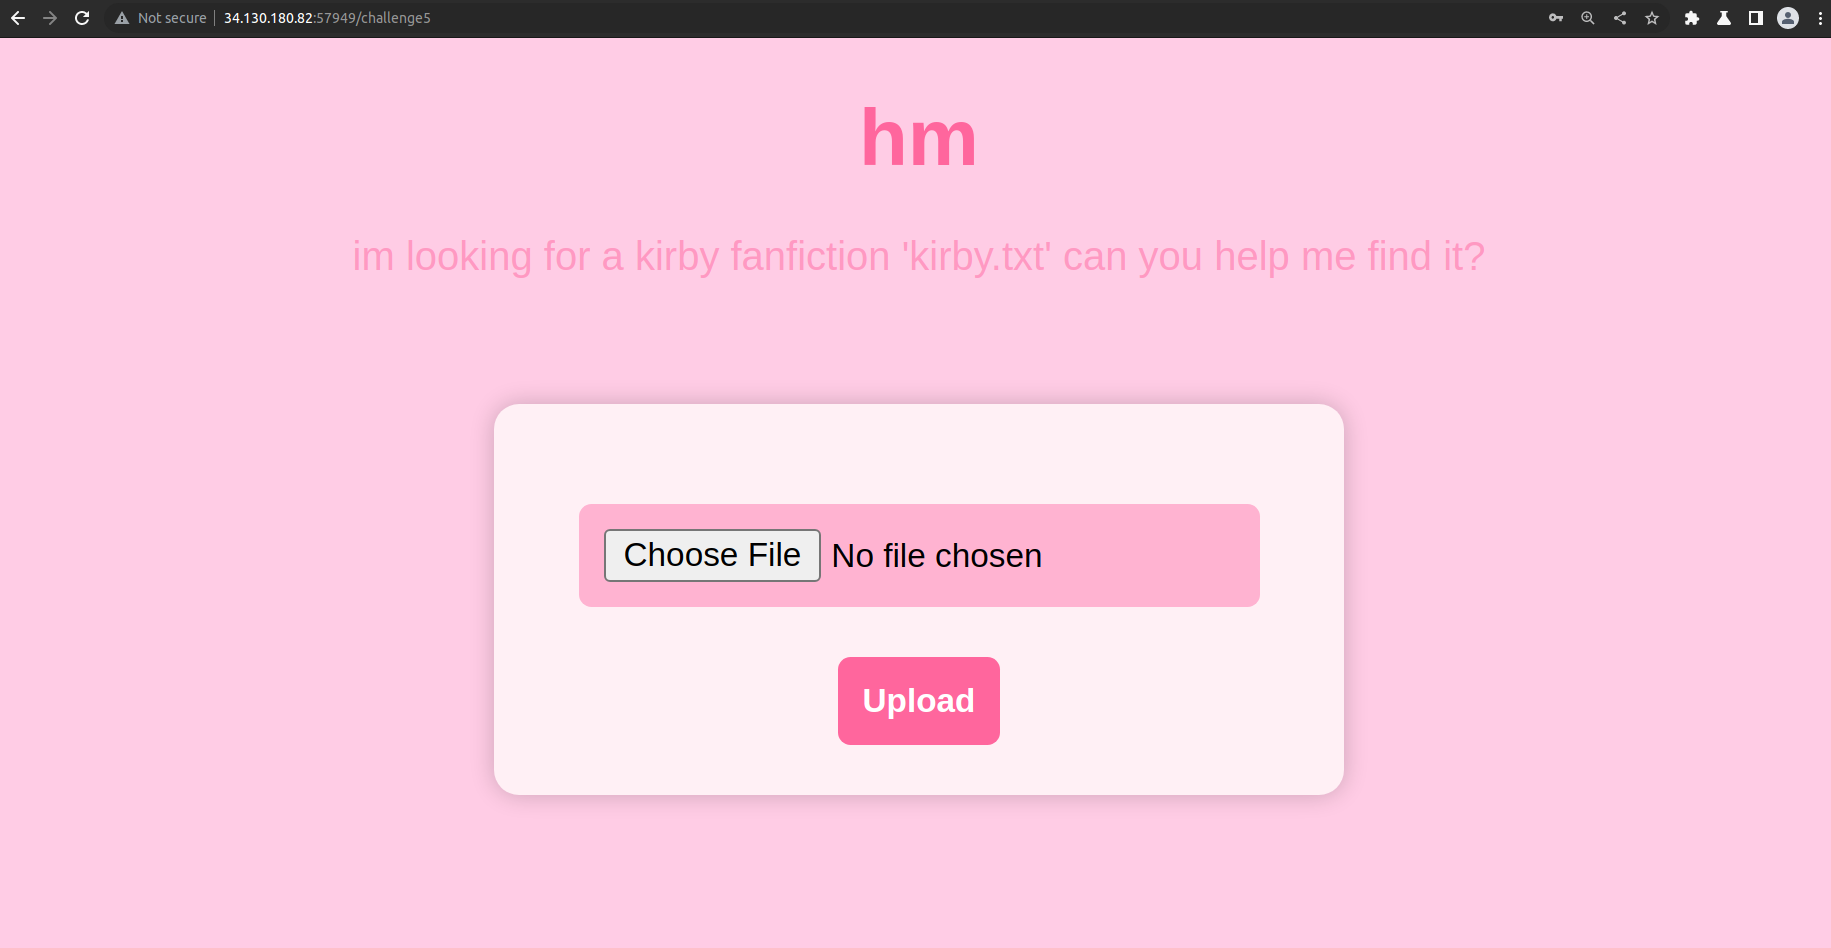 Not secure | 34.130.180.82:57949/challenge5
hm
im looking for a kirby fanfiction 'kirby.txt' can you help me find it?
Choose File No file chosen
Upload